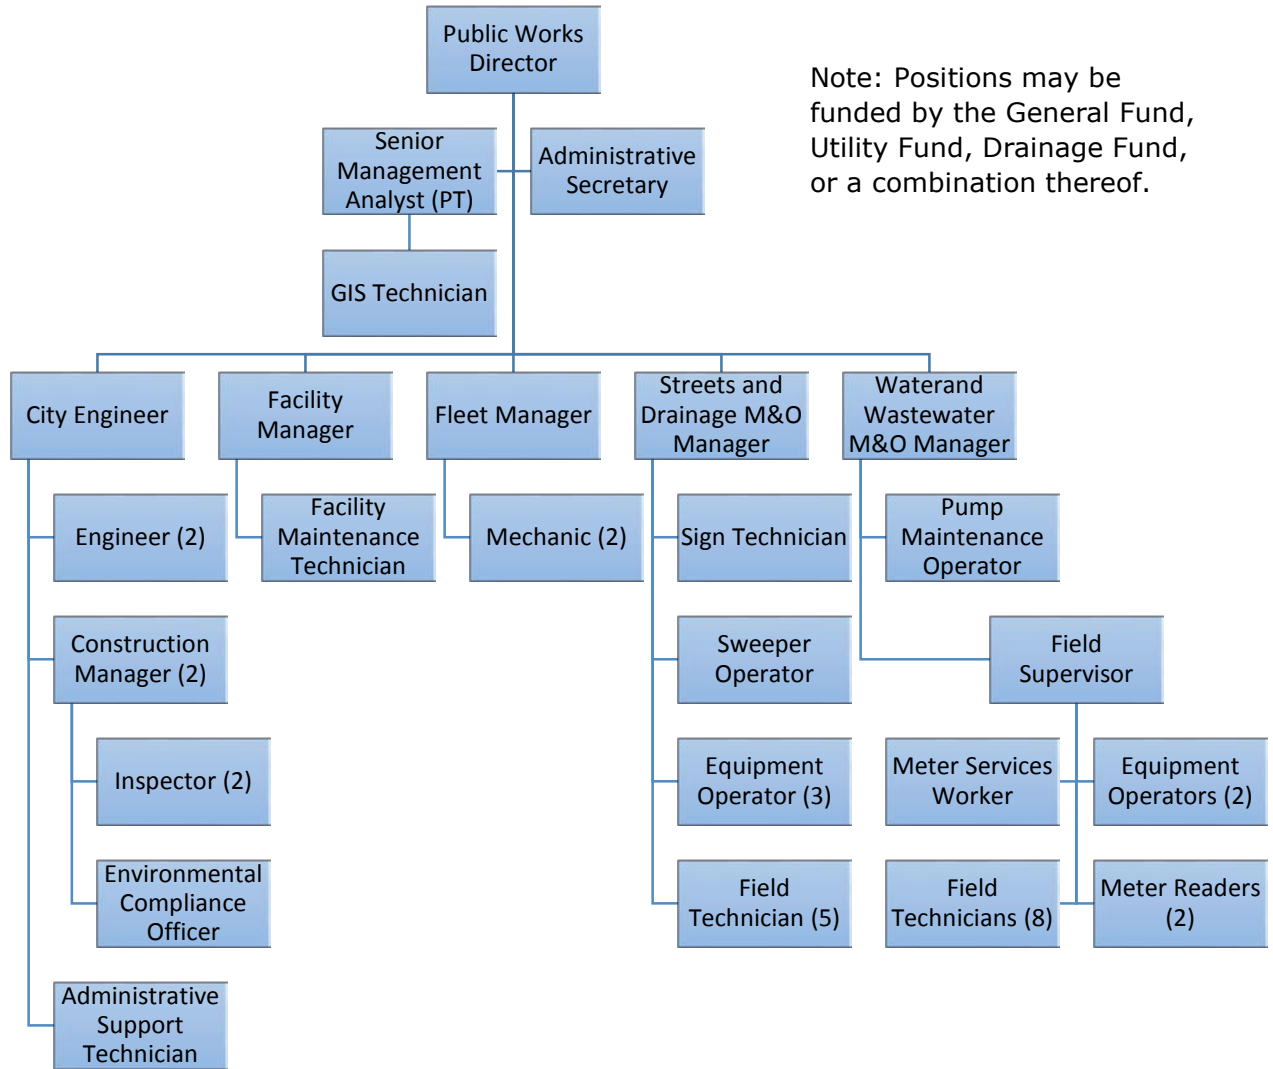 Public Works
Director
Note: Positions may be
funded by the General Fund,
Utility Fund, Drainage Fund,
or a combination thereof.
Senior
Management
Analyst (PT)
Administrative
Secretary
GIS Technician
City Engineer
Facility
Manager
Fleet Manager
Streets and
Drainage M&O
Manager
Waterand
Wastewater
M&O Manager
Engineer (2)
Facility
Maintenance
Technician
Mechanic (2)
Sign Technician
Pump
Maintenance
Operator
Construction
Manager (2)
Sweeper
Operator
Field
Supervisor
Inspector (2)
Equipment
Operator (3)
Meter Services
Worker
Equipment
Operators (2)
Environmental
Compliance
Officer
Field
Technician (5)
Field
Technicians (8)
Meter Readers
(2)
Administrative
Support
Technician